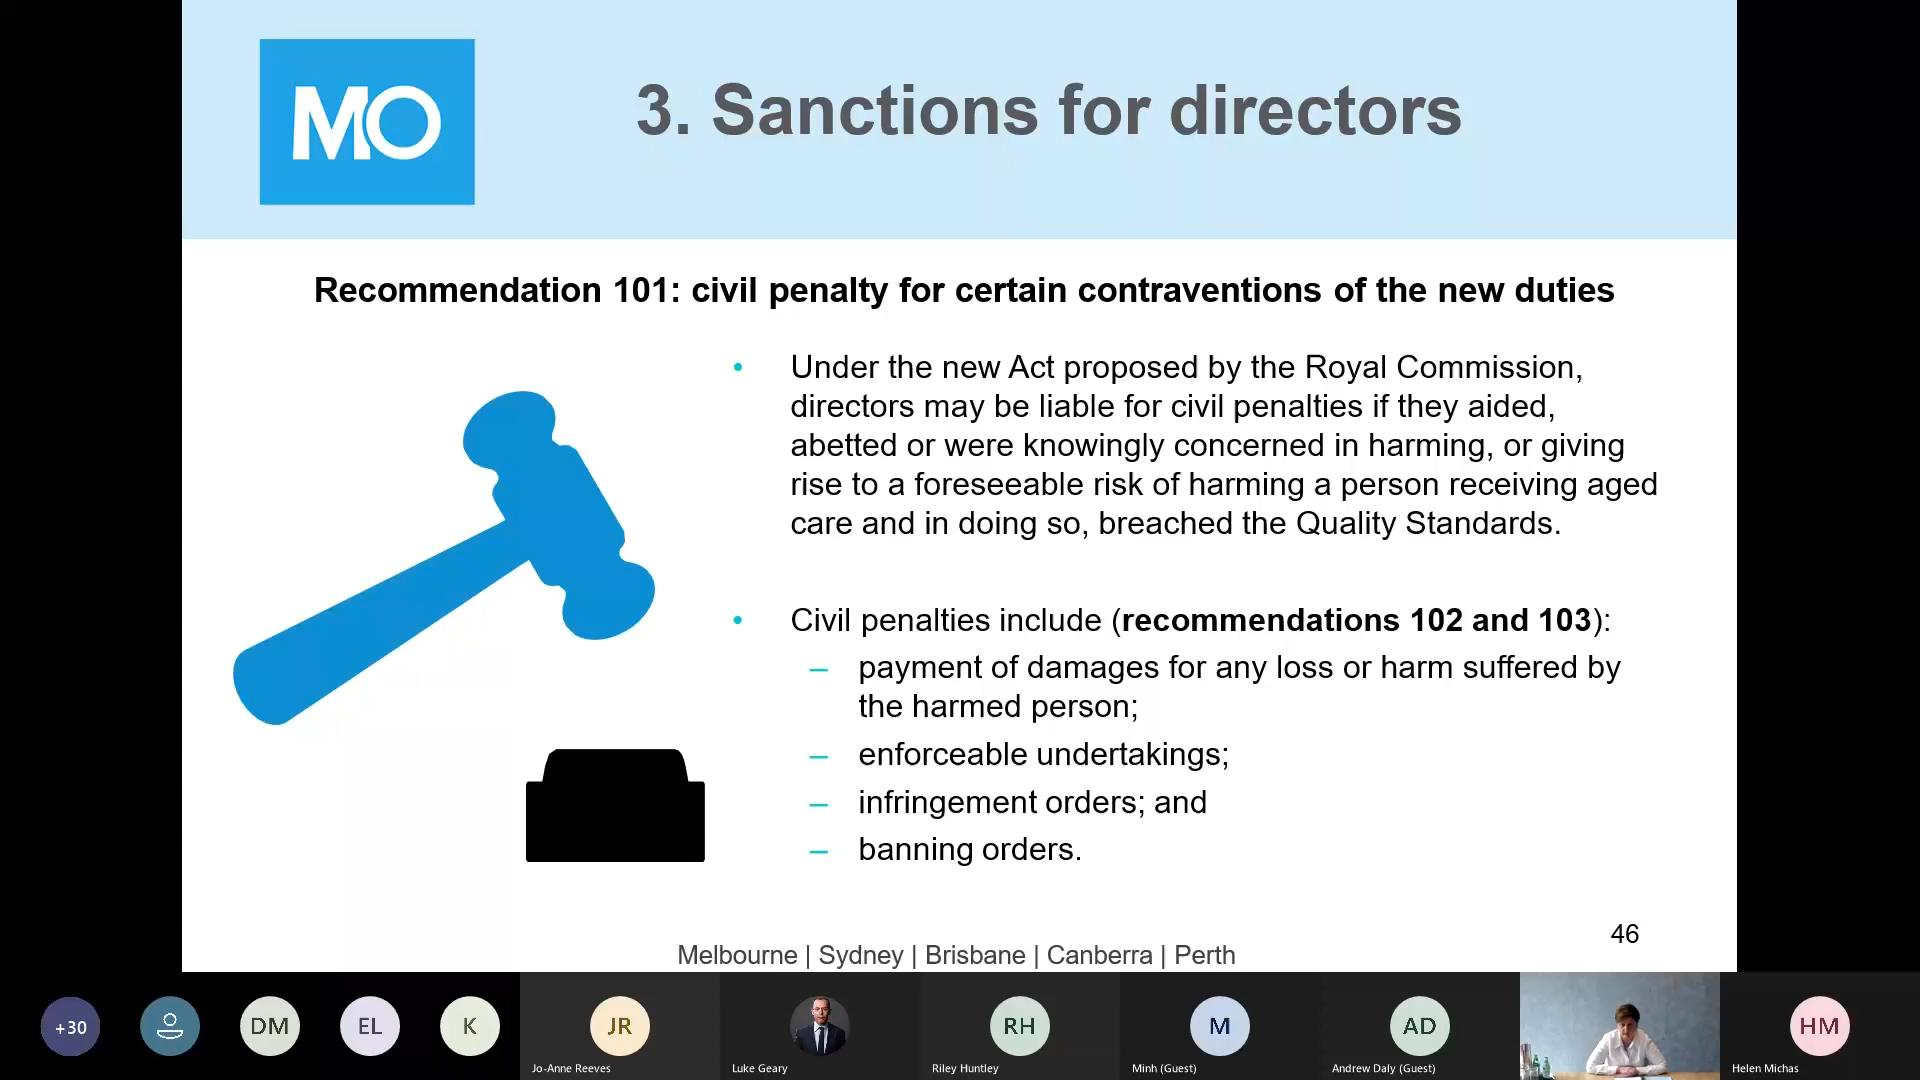 MO
3. Sanctions for directors
Recommendation 101: civil penalty for certain contraventions of the new duties
• Under the new Act proposed by the Royal Commission,
directors may be liable for civil penalties if they aided,
abetted or were knowingly concerned in harming, or giving
rise to a foreseeable risk of harming a person receiving aged
care and in doing so, breached the Quality Standards.
• Civil penalties include (recommendations 102 and 103):
– payment of damages for any loss or harm suffered by
the harmed person;
– enforceable undertakings;
– infringement orders; and
– banning orders.
46
Melbourne | Sydney | Brisbane | Canberra | Perth
+30
DM
EL
K
JR
RH
M
AD
HM
Jo-Anne Reeves
Luke Geary
Riley Huntley
Minh (Guest)
Andrew Daly (Guest)
Helen Michas